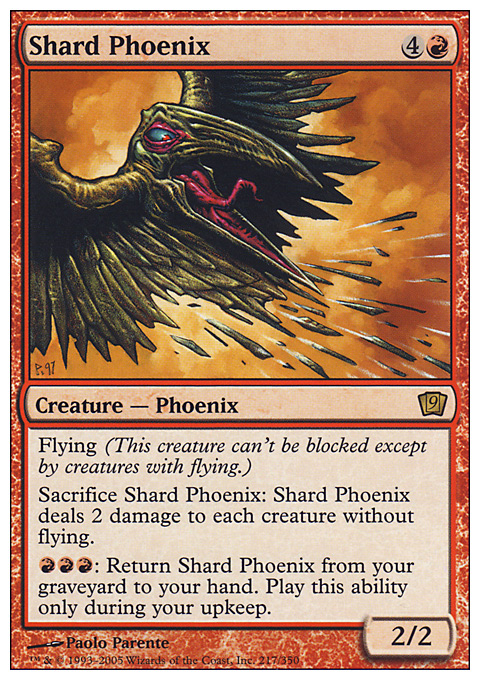 Shard Phoenix 4
P.97
Creature — Phoenix 9
Flying (This creature can't be blocked except
by creatures with flying.)
Sacrifice Shard Phoenix: Shard Phoenix
deals 2 damage to each creature without
flying.
: Return Shard Phoenix from your
graveyard to your hand. Play this ability
only during your upkeep.
2/2
Paolo Parente
™ & © 1993–2005 Wizards of the Coast, Inc. 217/350